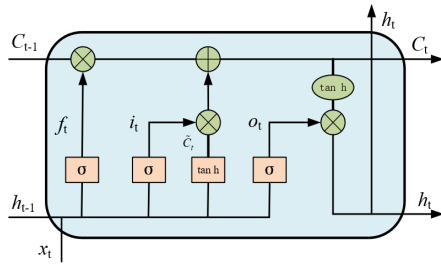 h_t
C_{t-1}
C_t
tan h
f_t
i_t
C̃_t
o_t
σ
σ
tan h
σ
h_{t-1}
h_t
x_t